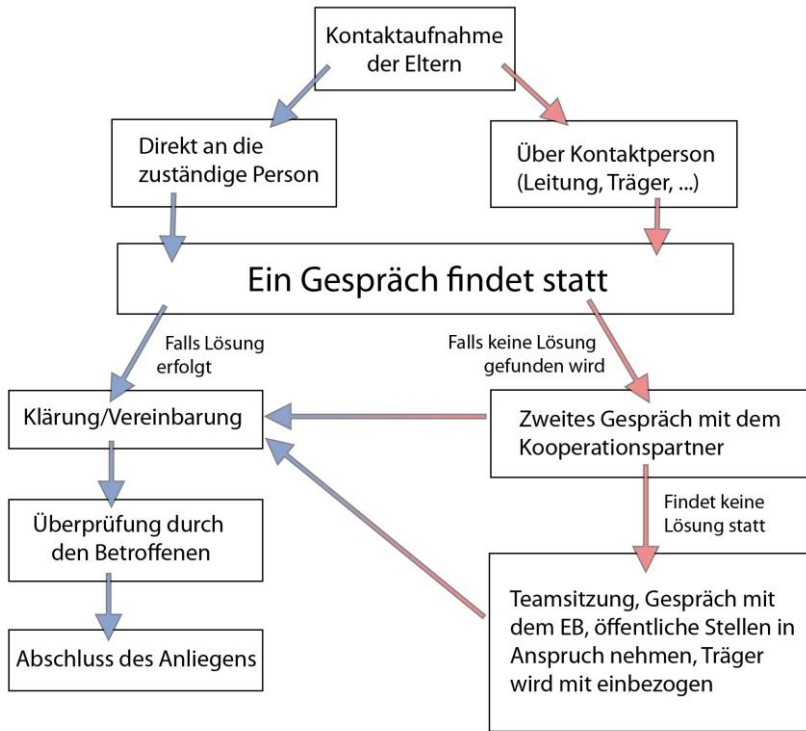 Kontaktaufnahme
der Eltern
Direkt an die
zuständige Person
Über Kontaktperson
(Leitung, Träger, ...)
Ein Gespräch findet statt
Falls Lösung
erfolgt
Falls keine Lösung
gefunden wird
Klärung/Vereinbarung
Zweites Gespräch mit dem
Kooperationspartner
Überprüfung durch
den Betroffenen
Findet keine
Lösung statt
Abschluss des Anliegens
Teamsitzung, Gespräch mit
dem EB, öffentliche Stellen in
Anspruch nehmen, Träger
wird mit einbezogen